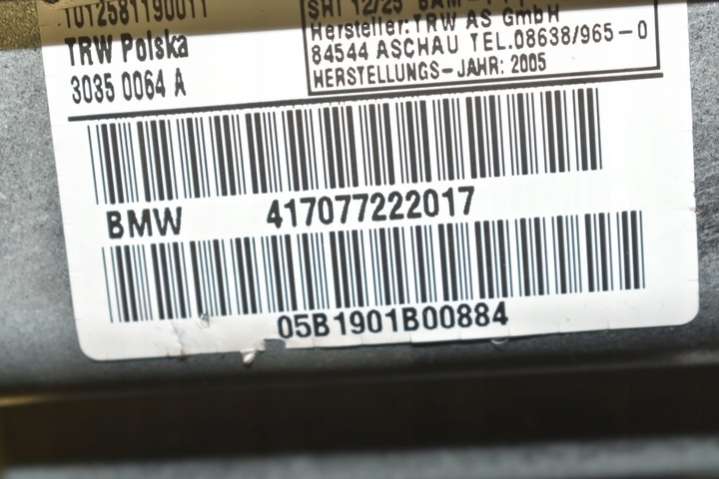 1012581190011
TRW Polska
3035 0064 A
Hersteller: TRW AS GmbH
84544 ASCHAU TEL.08638/965-0
HERSTELLUNGS-JAHR: 2005
BMW 417077222017
05B1901B00884